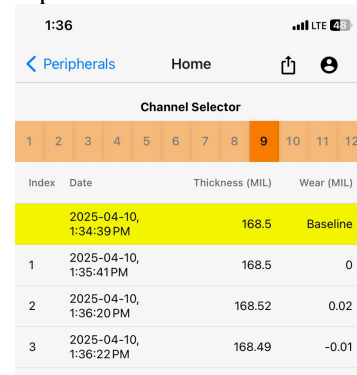 1:36 LTE 48
Peripherals Home
Channel Selector
1 2 3 4 5 6 7 8 9 10 11 12
Index Date Thickness (MIL) Wear (MIL)
2025-04-10,
1:34:39 PM 168.5 Baseline
1 2025-04-10,
1:35:41 PM 168.5 0
2 2025-04-10,
1:36:20 PM 168.52 0.02
3 2025-04-10,
1:36:22 PM 168.49 -0.01